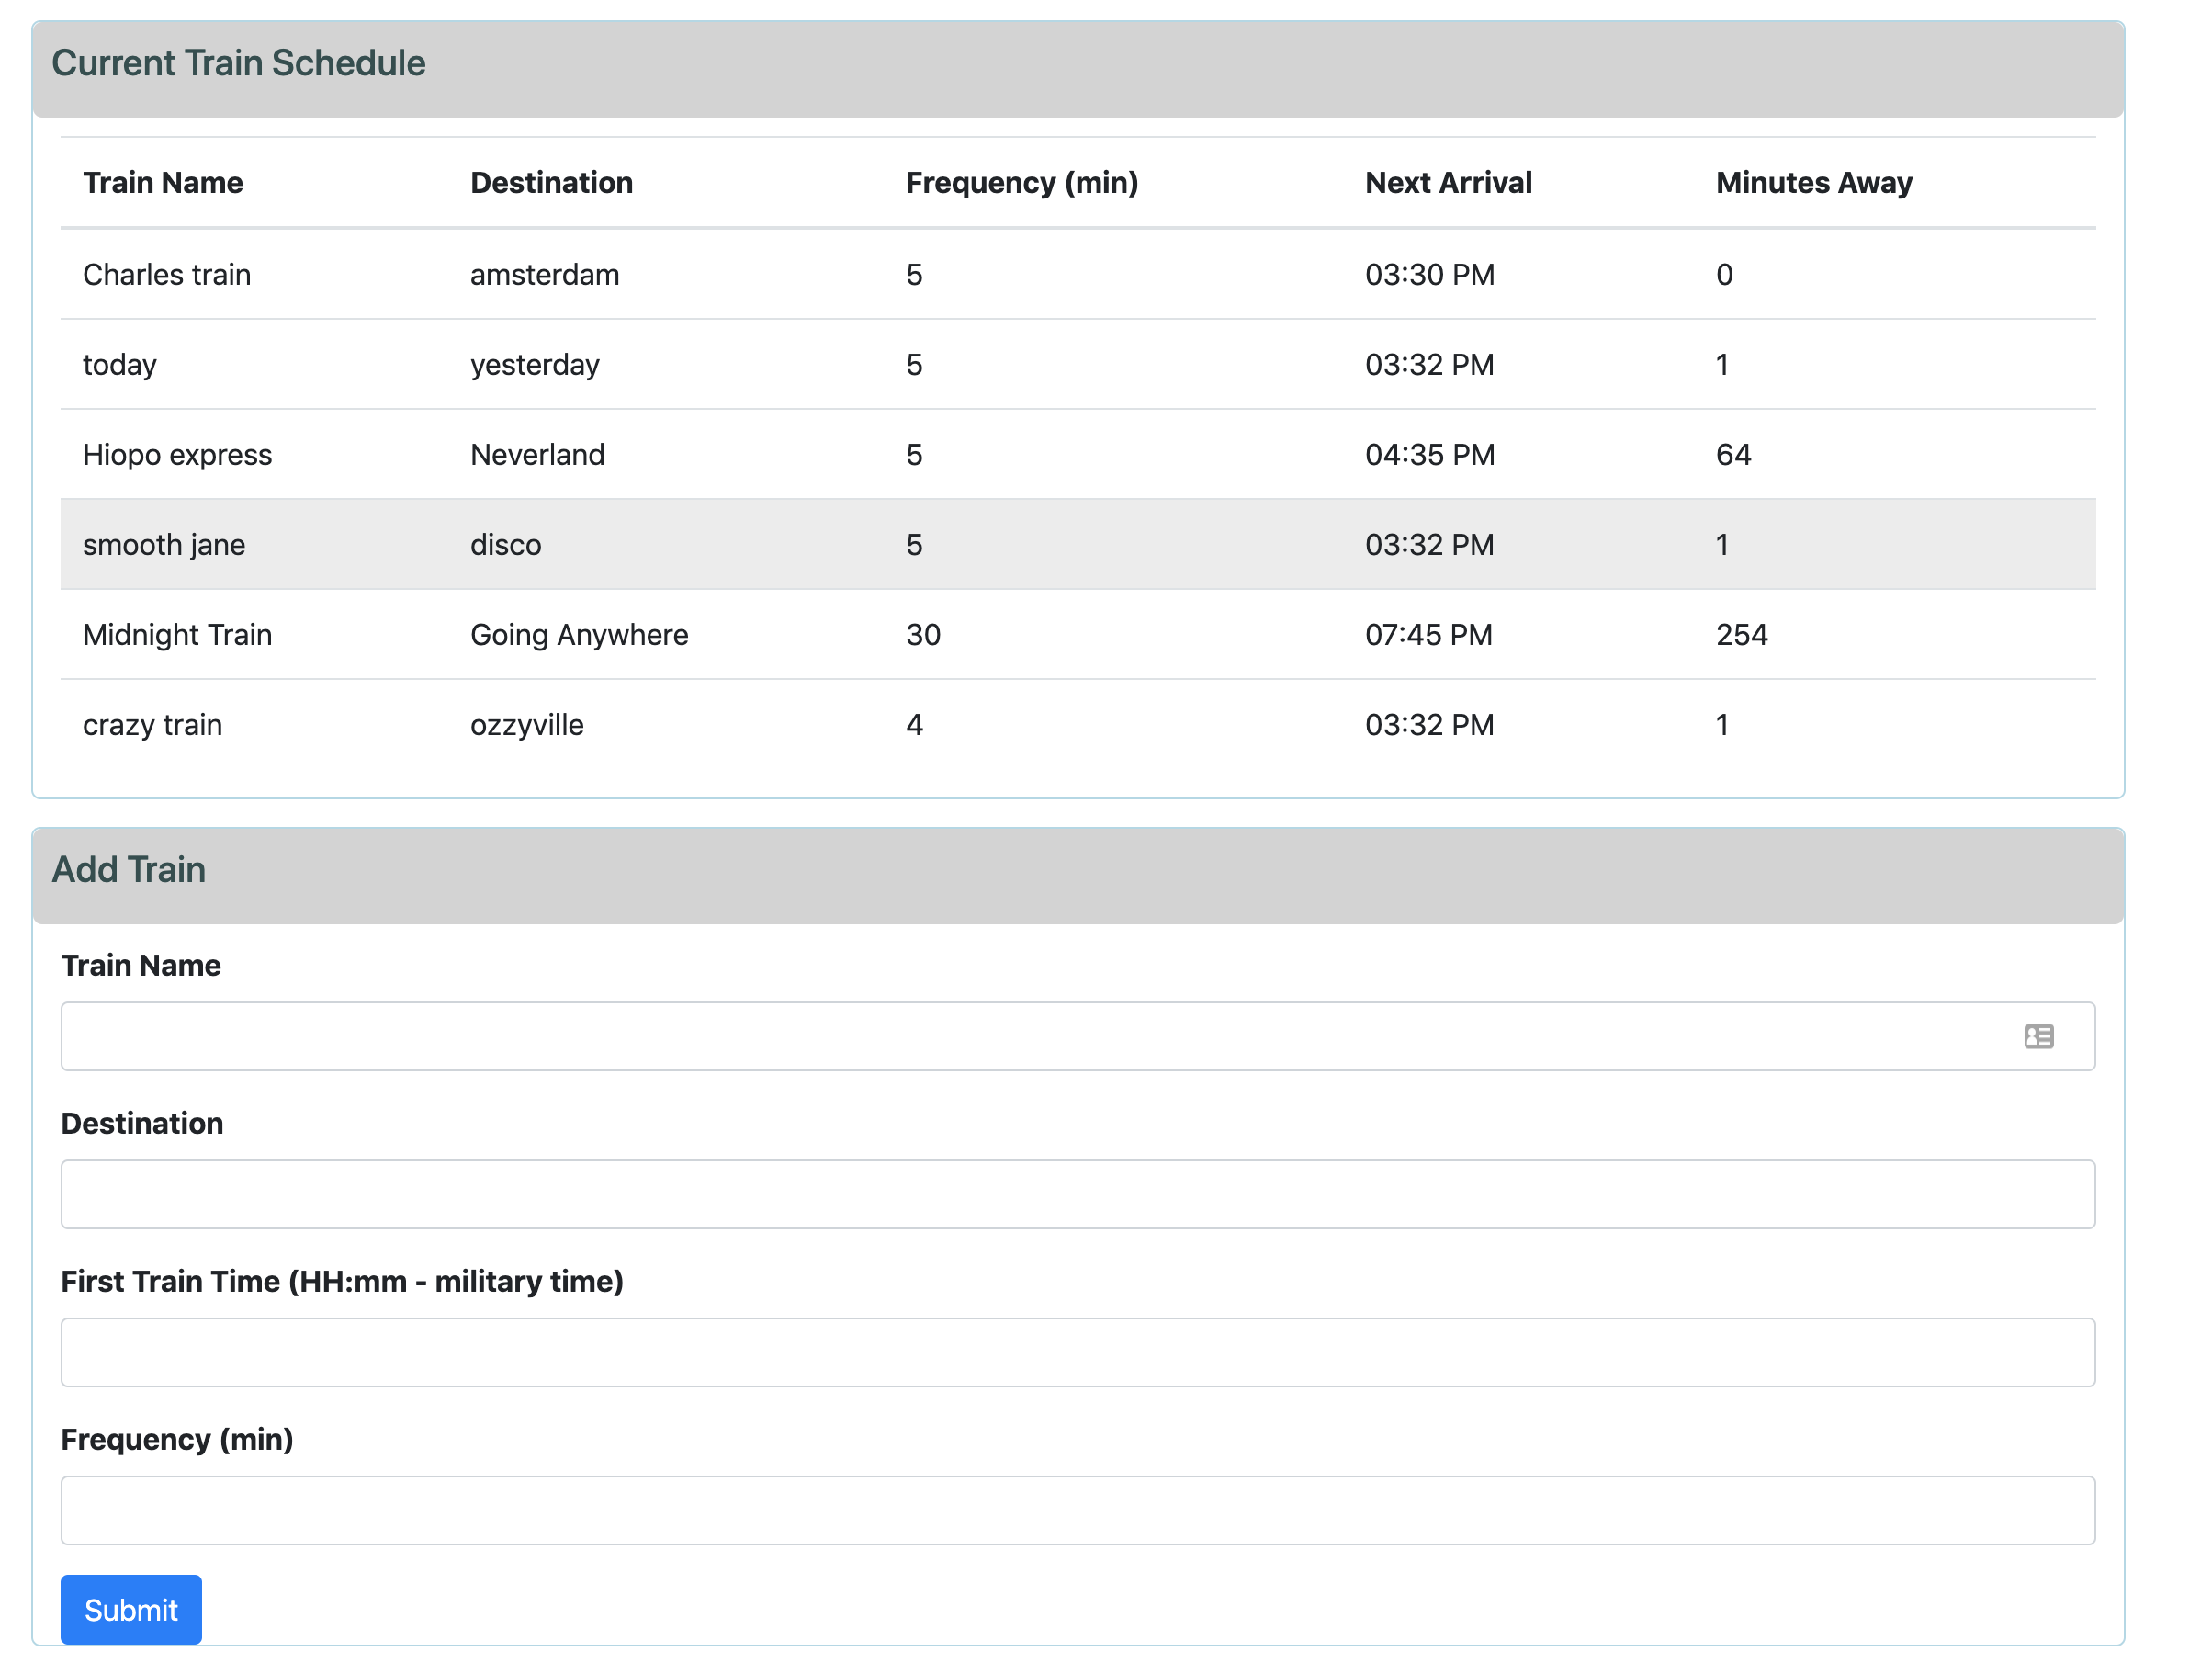 Current Train Schedule
Train Name Destination Frequency (min) Next Arrival Minutes Away
Charles train amsterdam 5 03:30 PM 0
today yesterday 5 03:32 PM 1
Hiopo express Neverland 5 04:35 PM 64
smooth jane disco 5 03:32 PM 1
Midnight Train Going Anywhere 30 07:45 PM 254
crazy train ozzyville 4 03:32 PM 1
Add Train
Train Name
Destination
First Train Time (HH:mm - military time)
Frequency (min)
Submit